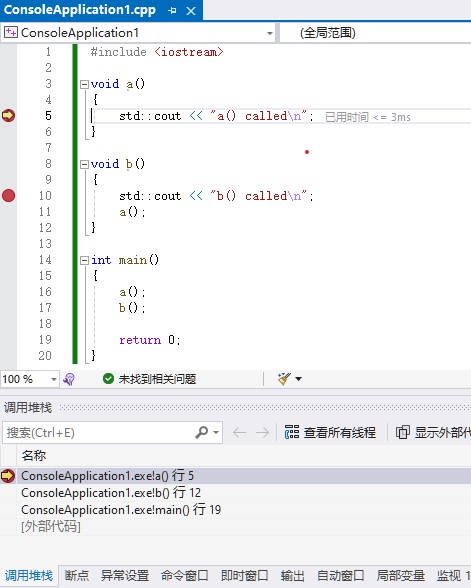 ConsoleApplication1.cpp
ConsoleApplication1 (全局范围)
1 #include <iostream>
2
3 void a()
4 {
5 std::cout << "a() called\n"; 已用时间 <= 3ms
6 }
7
8 void b()
9 {
10 std::cout << "b() called\n";
11 a();
12 }
13
14 int main()
15 {
16 a();
17 b();
18
19 return 0;
20 }
100 % 未找到相关问题
调用堆栈
搜索(Ctrl+E) 查看所有线程 显示外部代
名称
ConsoleApplication1.exe!a() 行 5
ConsoleApplication1.exe!b() 行 12
ConsoleApplication1.exe!main() 行 19
[外部代码]
调用堆栈 断点 异常设置 命令窗口 即时窗口 输出 自动窗口 局部变量 监视 1